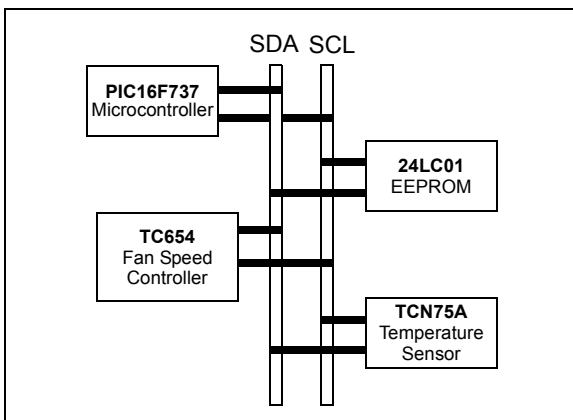 SDA SCL
PIC16F737
Microcontroller
24LC01
EEPROM
TC654
Fan Speed
Controller
TCN75A
Temperature
Sensor